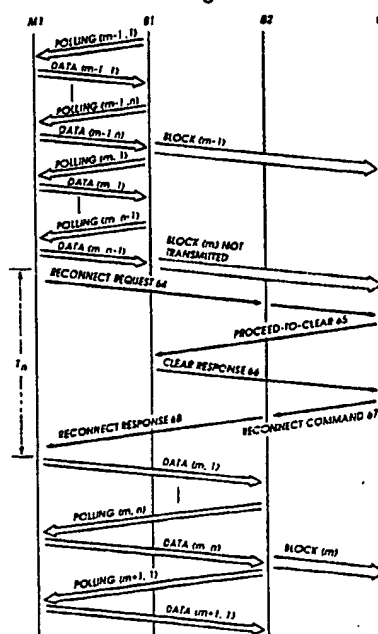 M1 B1 B2
POLLING (m-1, 1)
DATA (m-1, 1)
POLLING (m-1, n)
DATA (m-1 n)
BLOCK (m-1)
POLLING (m, 1)
DATA (m, 1)
POLLING (m, n-1)
DATA (m n-1)
BLOCK (m) NOT
TRANSMITTED
RECONNECT REQUEST 64
PROCEED-TO-CLEAR 65
CLEAR RESPONSE 66
Tn
RECONNECT RESPONSE 68
RECONNECT COMMAND 67
DATA (m, 1)
POLLING (m, n)
DATA (m n)
BLOCK (m)
POLLING (m+1, 1)
DATA (m+1, 1)